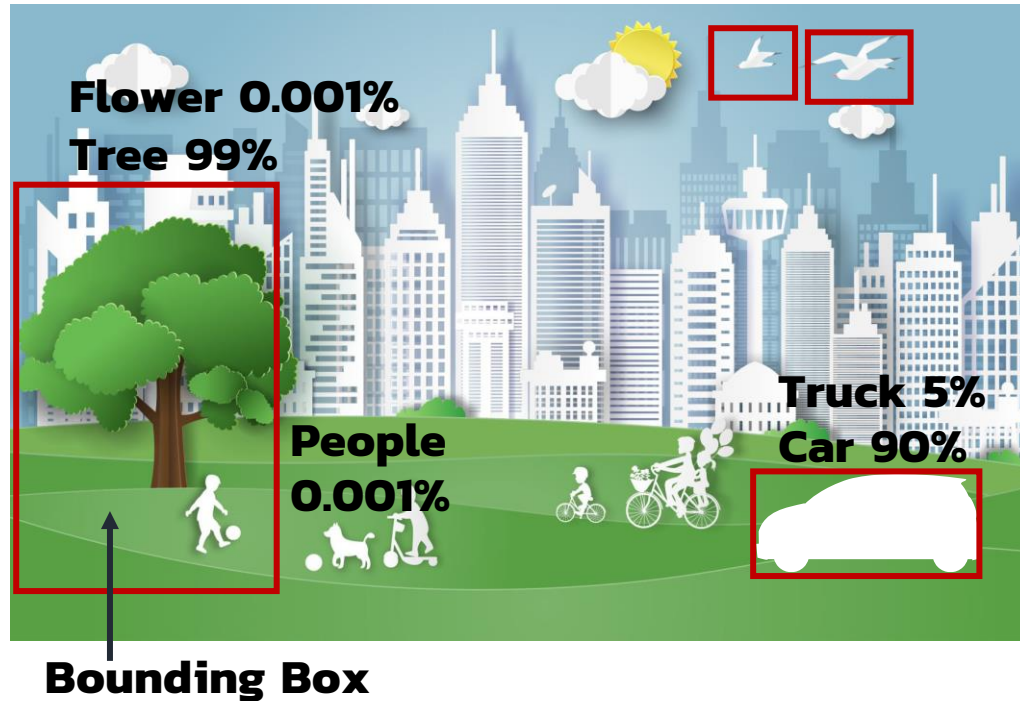 Flower 0.001%
Tree 99%
People
0.001%
Truck 5%
Car 90%
Bounding Box